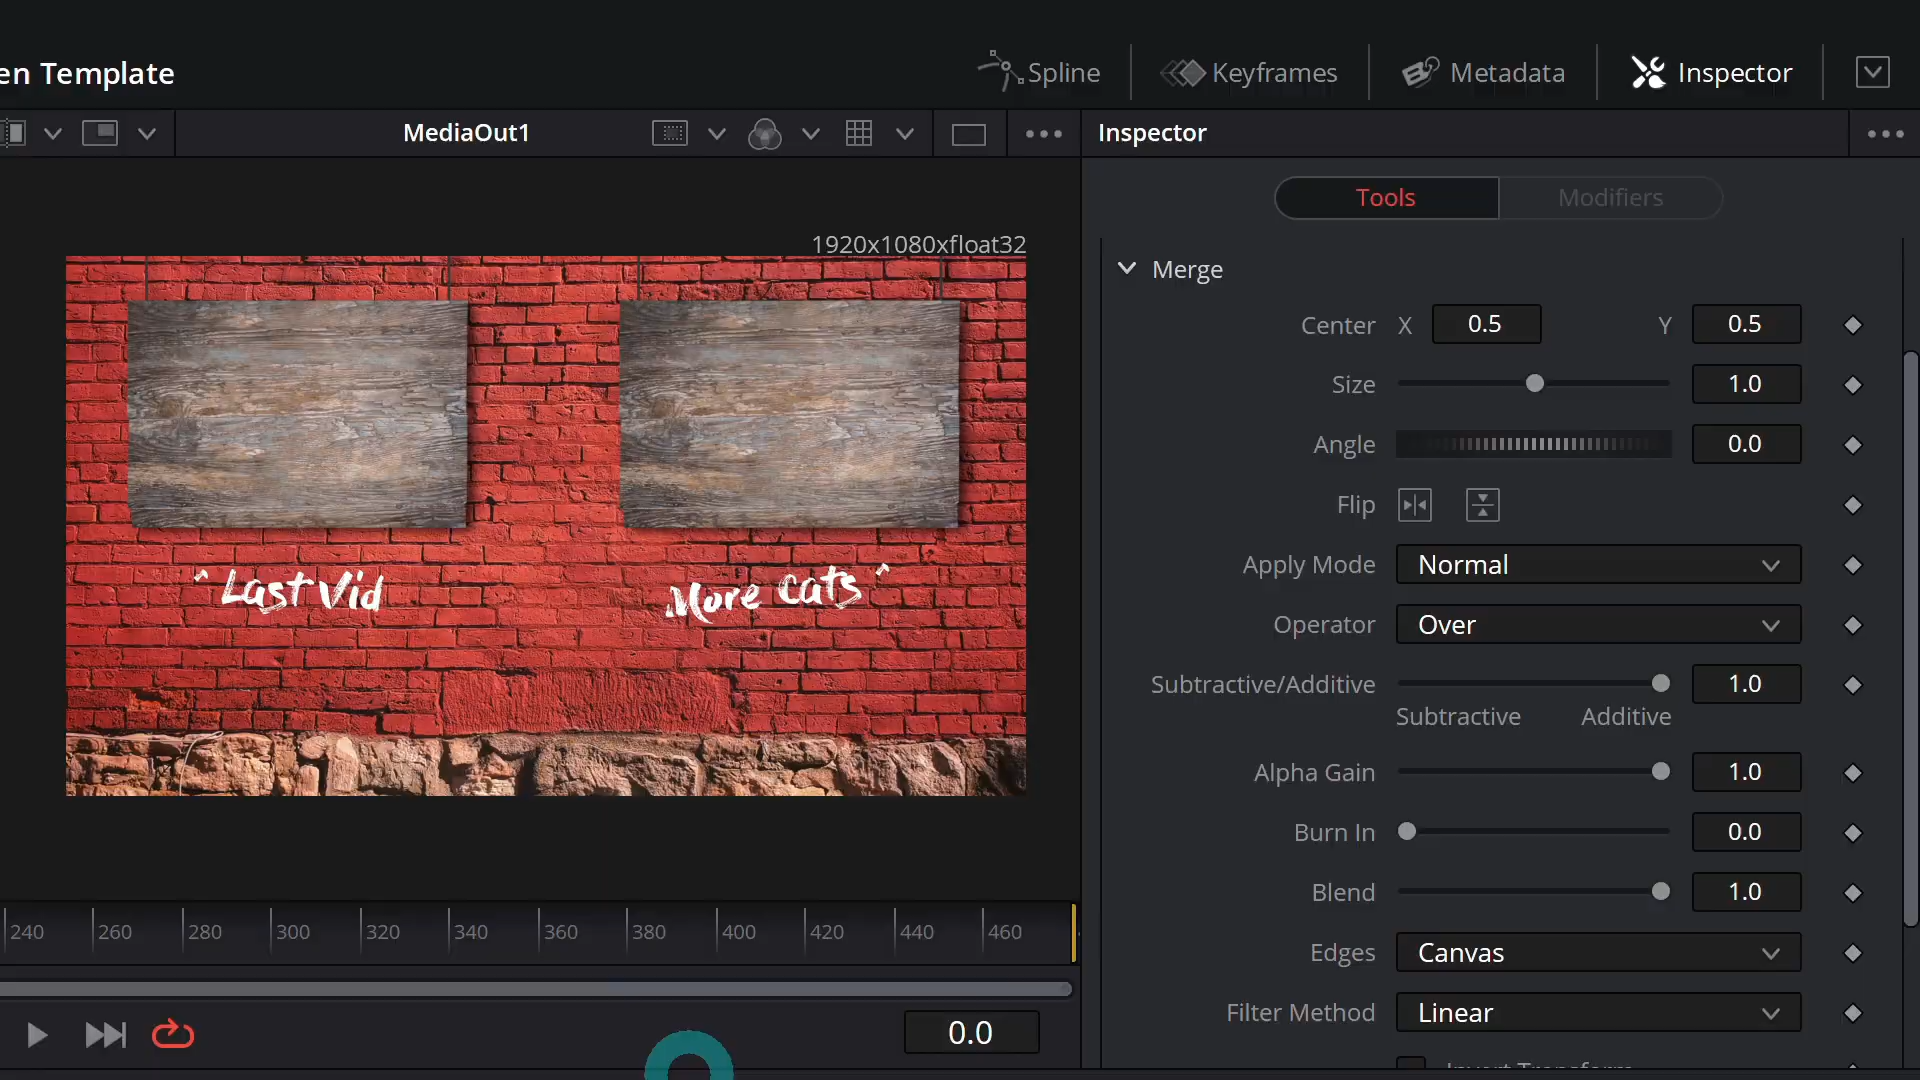 en Template
Spline
Keyframes
Metadata
Inspector
MediaOut1
Inspector
Tools
Modifiers
1920x1080xfloat32
Merge
Center X 0.5 Y 0.5
Size 1.0
Angle 0.0
Flip
Apply Mode Normal
Operator Over
Subtractive/Additive 1.0
Subtractive Additive
Alpha Gain 1.0
Burn In 0.0
Blend 1.0
Edges Canvas
Filter Method Linear
Invert Transform
^ Last Vid
More Cats ^
240 260 280 300 320 340 360 380 400 420 440 460
0.0